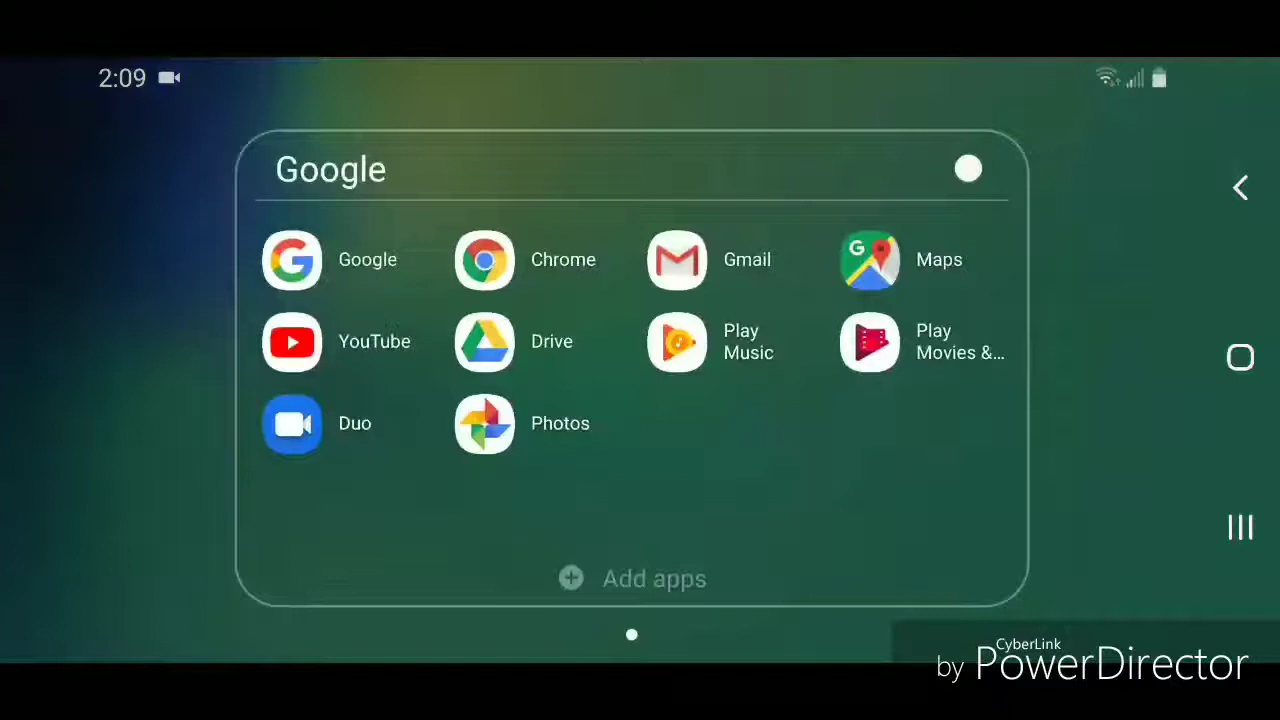 2:09
Google
Google
Chrome
Gmail
G
Maps
YouTube
Drive
Play
Music
Play
Movies &...
Duo
Photos
Add apps
CyberLink
by PowerDirector